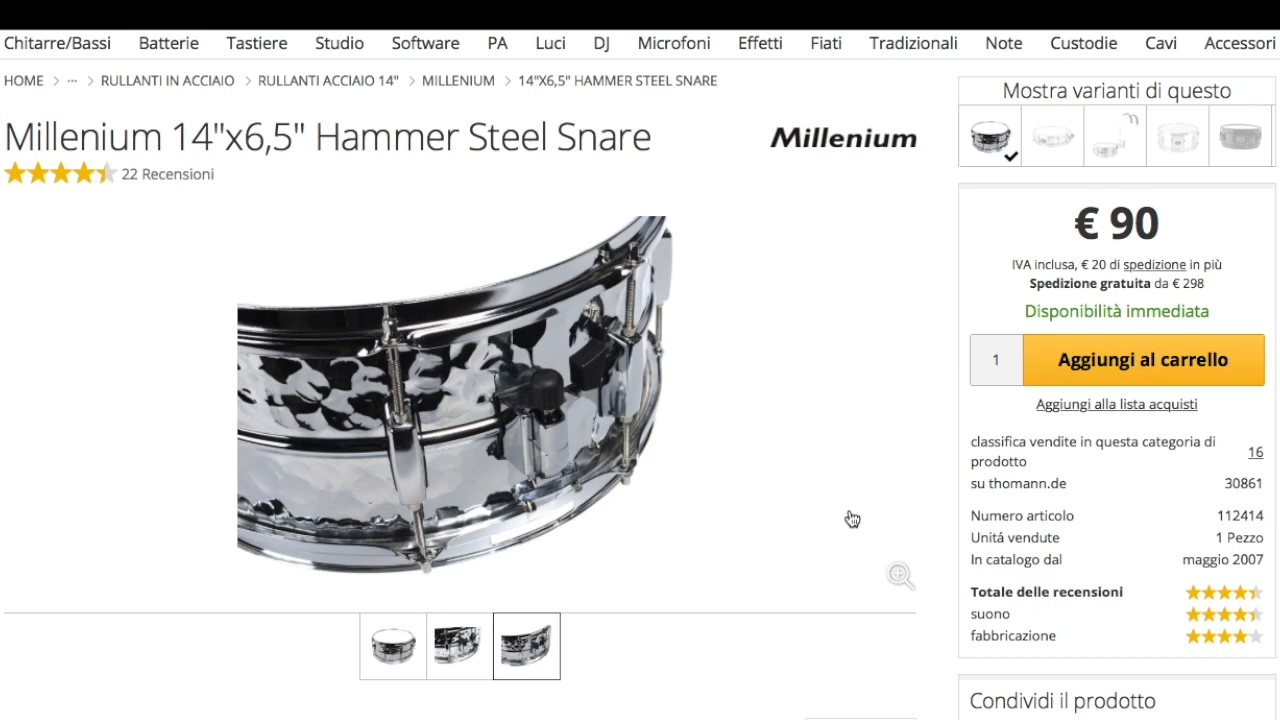 Chitarre/Bassi Batterie Tastiere Studio Software PA Luci DJ Microfoni Effetti Fiati Tradizionali Note Custodie Cavi Accessori
HOME > ··· > RULLANTI IN ACCIAIO > RULLANTI ACCIAIO 14" > MILLENIUM > 14"X6,5" HAMMER STEEL SNARE
Millenium 14"x6,5" Hammer Steel Snare
Millenium
22 Recensioni
Mostra varianti di questo
€ 90
IVA inclusa, € 20 di spedizione in più
Spedizione gratuita da € 298
Disponibilità immediata
1 Aggiungi al carrello
Aggiungi alla lista acquisti
classifica vendite in questa categoria di
prodotto 16
su thomann.de 30861
Numero articolo 112414
Unitá vendute 1 Pezzo
In catalogo dal maggio 2007
Totale delle recensioni
suono
fabbricazione
Condividi il prodotto